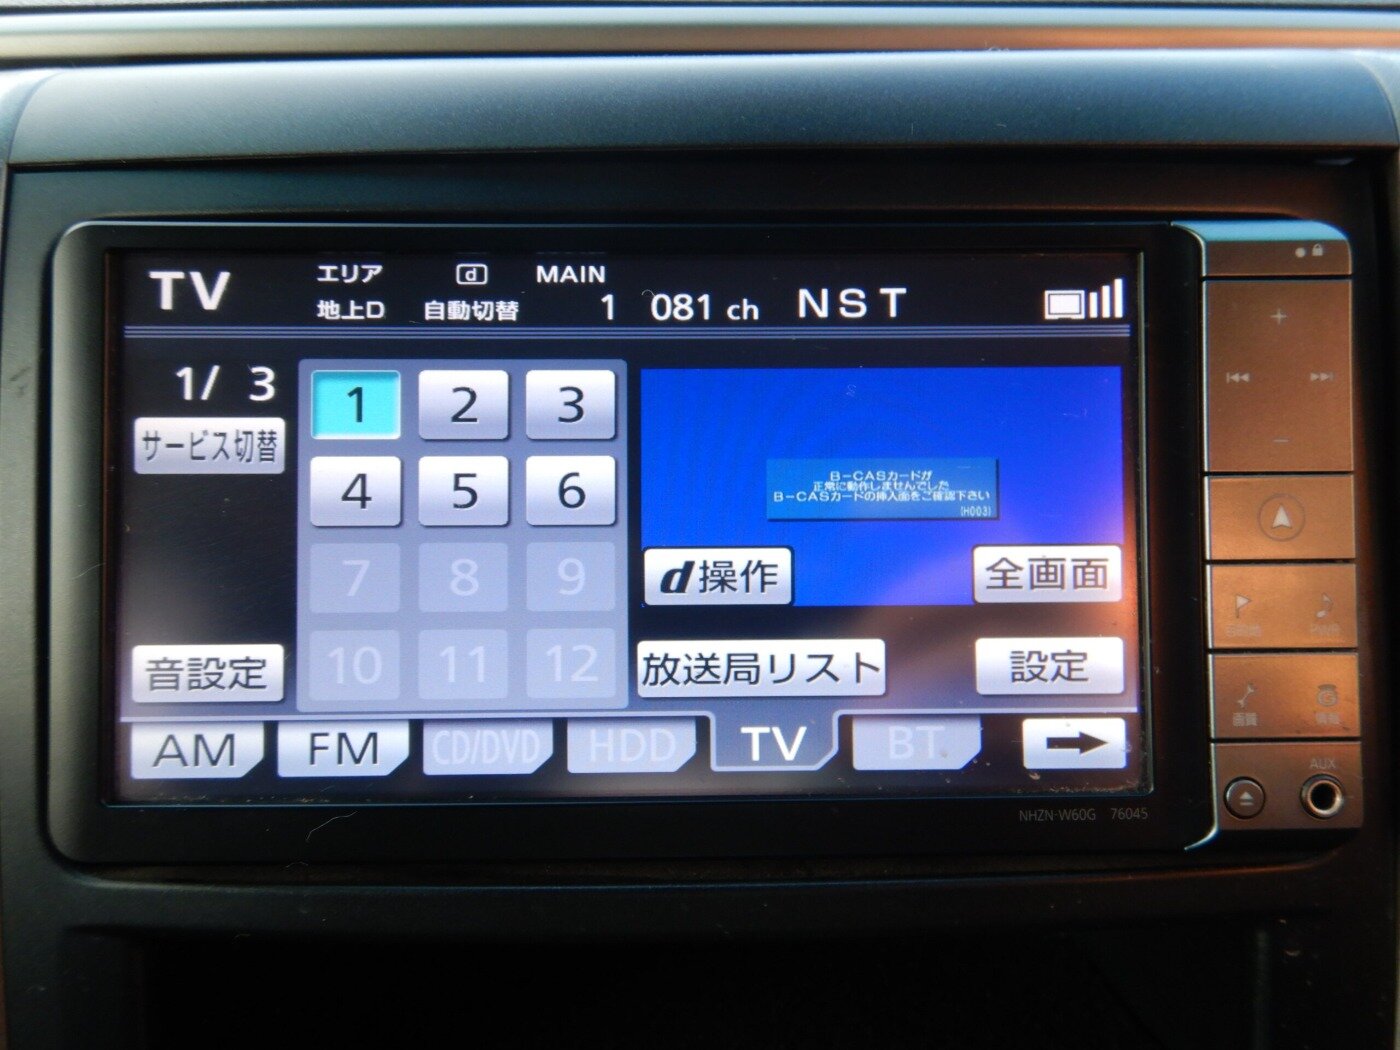 TV
エリア
地上D
d
自動切替
MAIN
1 081 ch NST
1/ 3
サービス切替
1 2 3
4 5 6
7 8 9
10 11 12
B-CASカードが
正常に動作しませんでした
B-CASカードの挿入面をご確認下さい
(H003)
d操作
全画面
音設定
放送局リスト
設定
AM FM CD/DVD HDD TV BT
NHZN-W60G 76045
画質
AUX